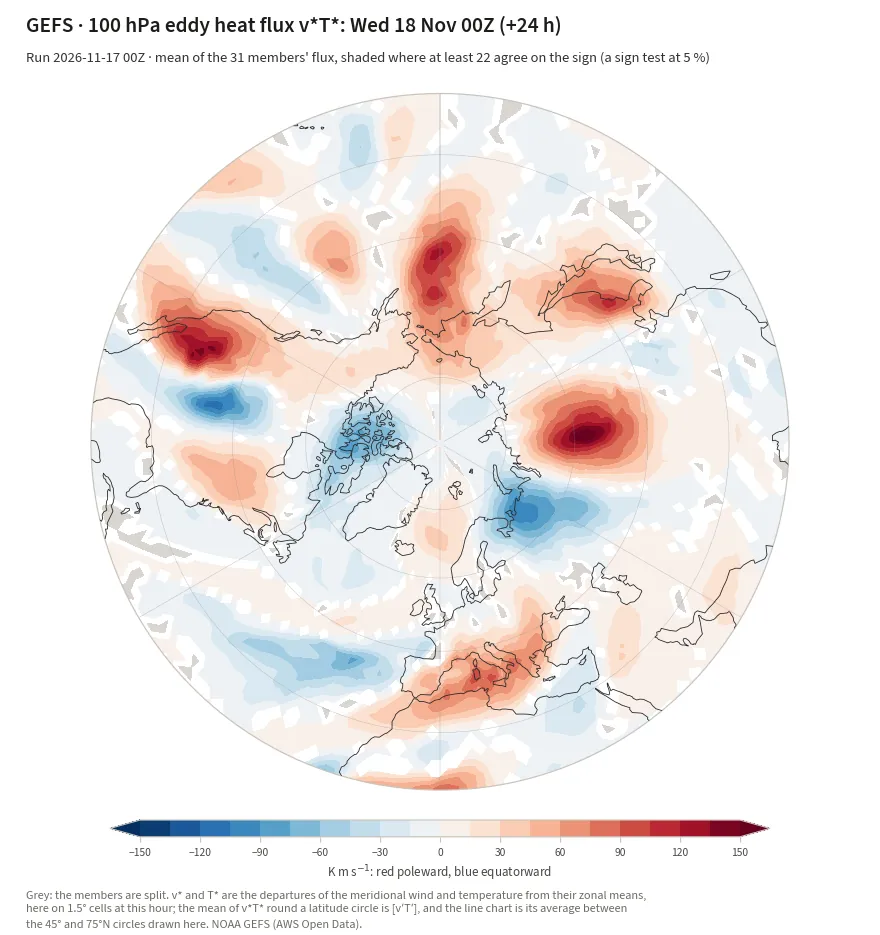 GEFS · 100 hPa eddy heat flux v*T*: Wed 18 Nov 00Z (+24 h)
Run 2026-11-17 00Z · mean of the 31 members' flux, shaded where at least 22 agree on the sign (a sign test at 5 %)
−150 −120 −90 −60 −30 0 30 60 90 120 150
K m s⁻¹: red poleward, blue equatorward
Grey: the members are split. v* and T* are the departures of the meridional wind and temperature from their zonal means,
here on 1.5° cells at this hour; the mean of v*T* round a latitude circle is [v'T'], and the line chart is its average between
the 45° and 75°N circles drawn here. NOAA GEFS (AWS Open Data).